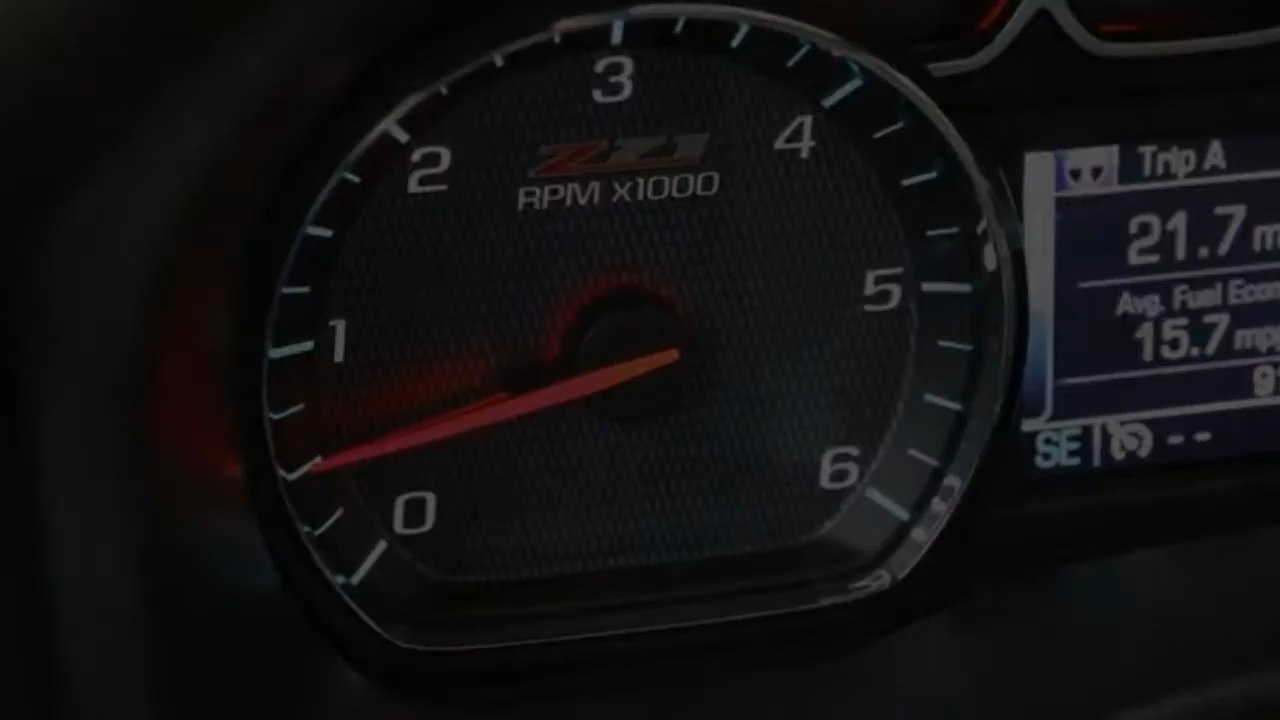 3
2
4
Z71
RPM X1000
1
5
0
6
Trip A
21.7
Avg. Fuel
15.7
SE
--